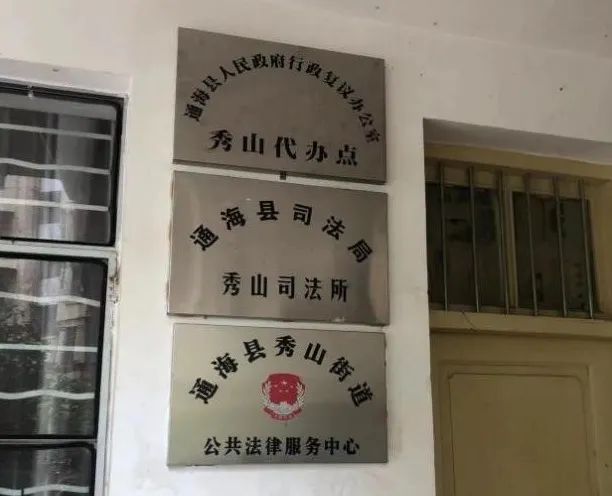 通海县人民政府行政复议办公室
秀山代办点
通海县司法局
秀山司法所
通海县秀山街道
公共法律服务中心